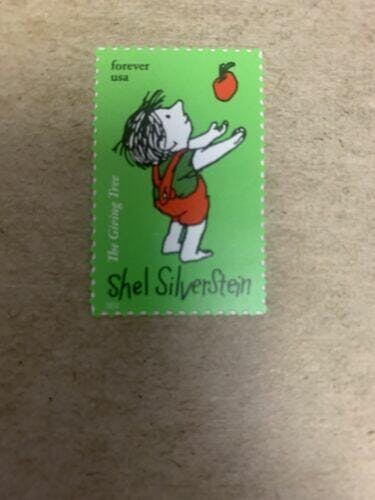 forever
usa
The Giving Tree
Shel Silverstein